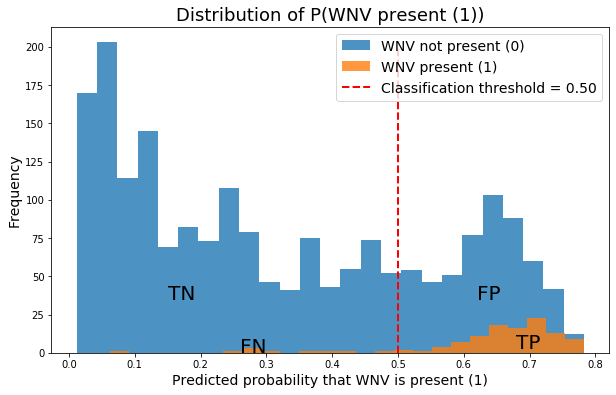 Distribution of P(WNV present (1))
WNV not present (0)
WNV present (1)
Classification threshold = 0.50
Frequency
200
175
150
125
100
75
50
25
0
TN
FN
FP
TP
0.0 0.1 0.2 0.3 0.4 0.5 0.6 0.7 0.8
Predicted probability that WNV is present (1)